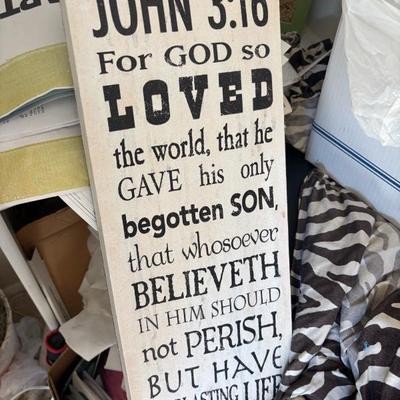 JOHN 3:16
For GOD so
LOVED
the world, that he
GAVE his only
begotten SON,
that whosoever
BELIEVETH
IN HIM SHOULD
not PERISH,
BUT HAVE
LIFE